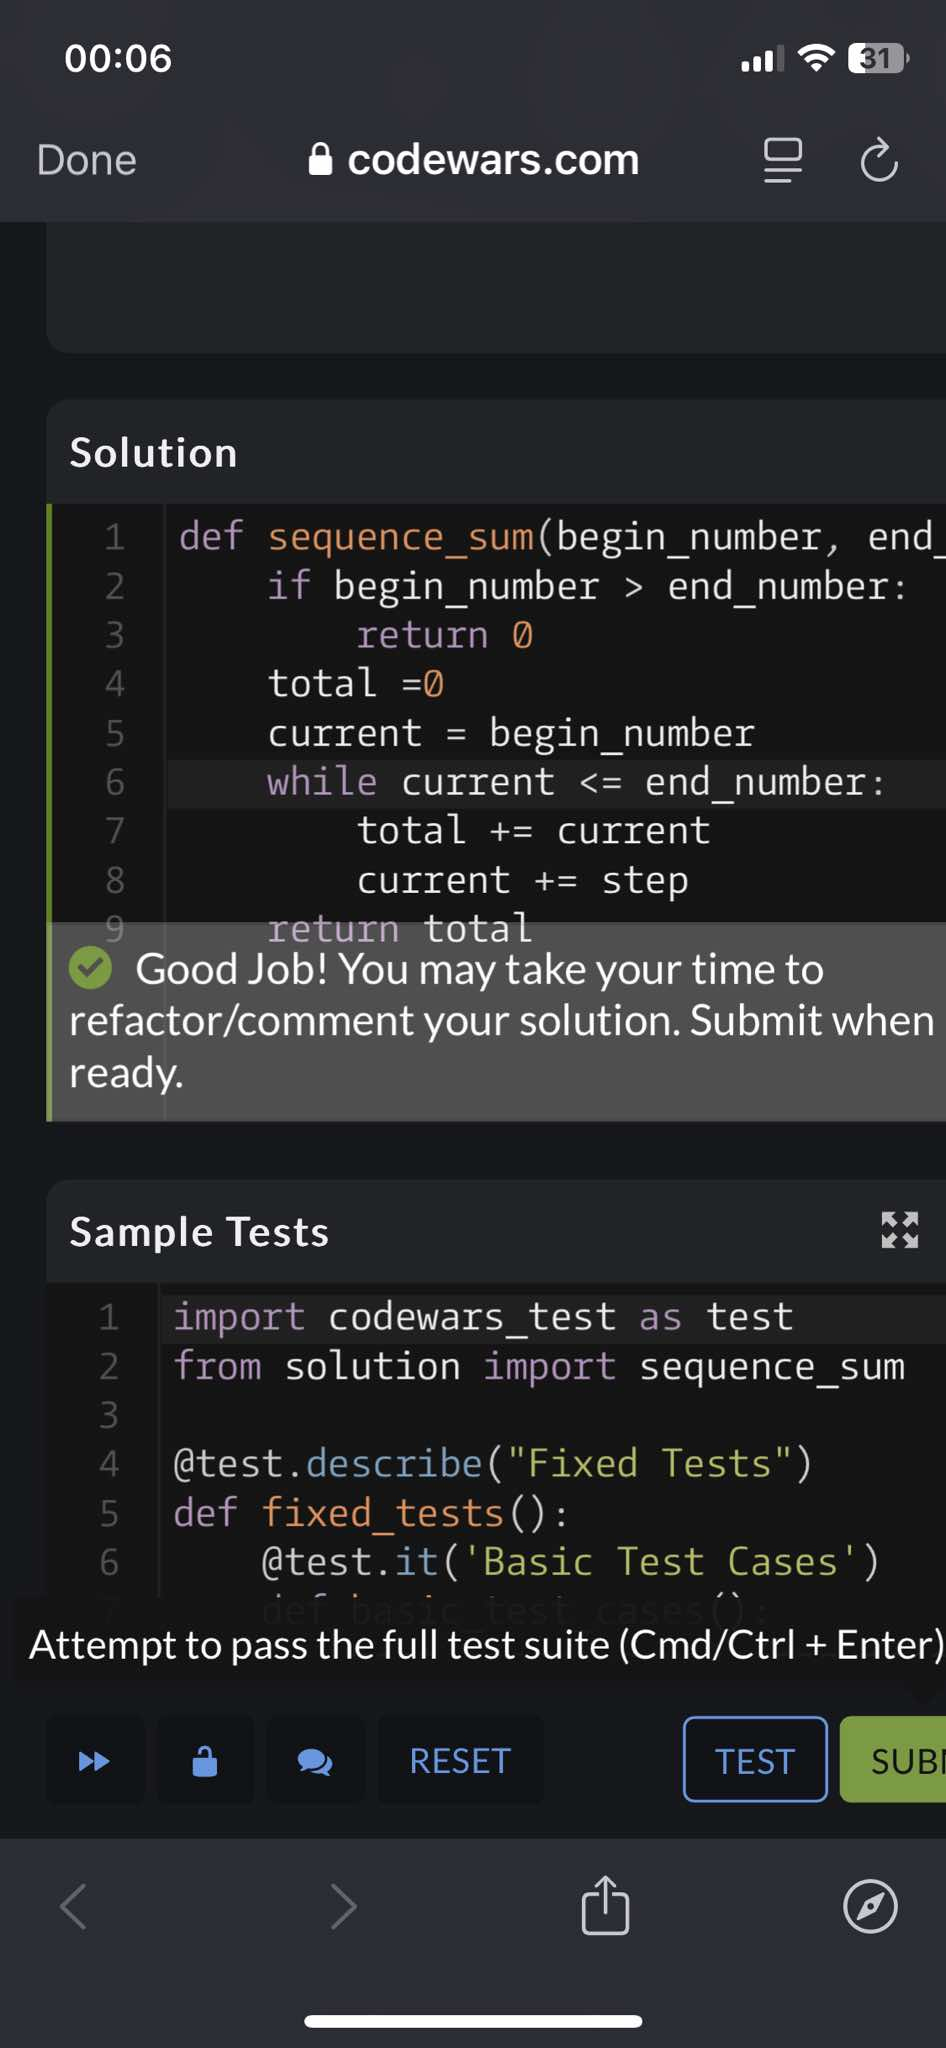 00:06
31
Done
codewars.com
Solution
1 def sequence_sum(begin_number, end_
2 if begin_number > end_number:
3 return 0
4 total =0
5 current = begin_number
6 while current <= end_number:
7 total += current
8 current += step
9 return total
Good Job! You may take your time to
refactor/comment your solution. Submit when
ready.
Sample Tests
1 import codewars_test as test
2 from solution import sequence_sum
3
4 @test.describe("Fixed Tests")
5 def fixed_tests():
6 @test.it('Basic Test Cases')
7 def basic_test_cases():
Attempt to pass the full test suite (Cmd/Ctrl + Enter)
RESET
TEST
SUBM